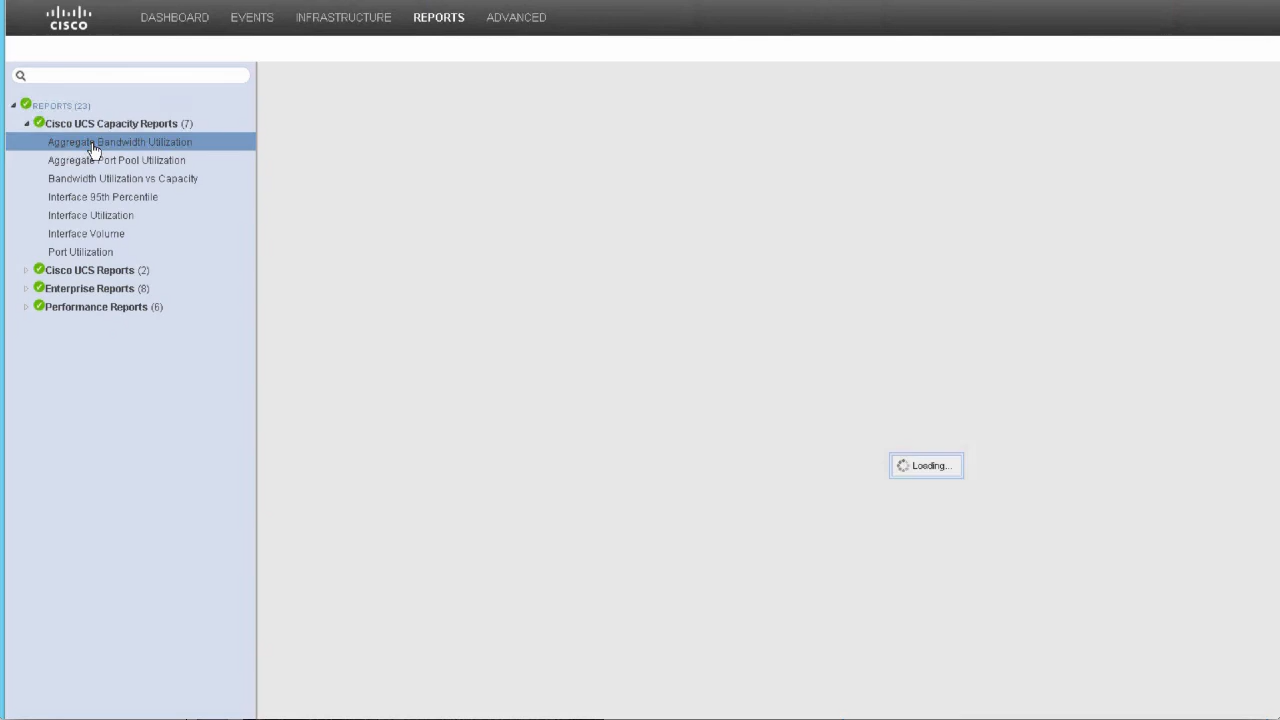 CISCO
DASHBOARD EVENTS INFRASTRUCTURE REPORTS ADVANCED
REPORTS (23)
Cisco UCS Capacity Reports (7)
Aggregate Bandwidth Utilization
Aggregate Port Pool Utilization
Bandwidth Utilization vs Capacity
Interface 95th Percentile
Interface Utilization
Interface Volume
Port Utilization
Cisco UCS Reports (2)
Enterprise Reports (8)
Performance Reports (6)
Loading...